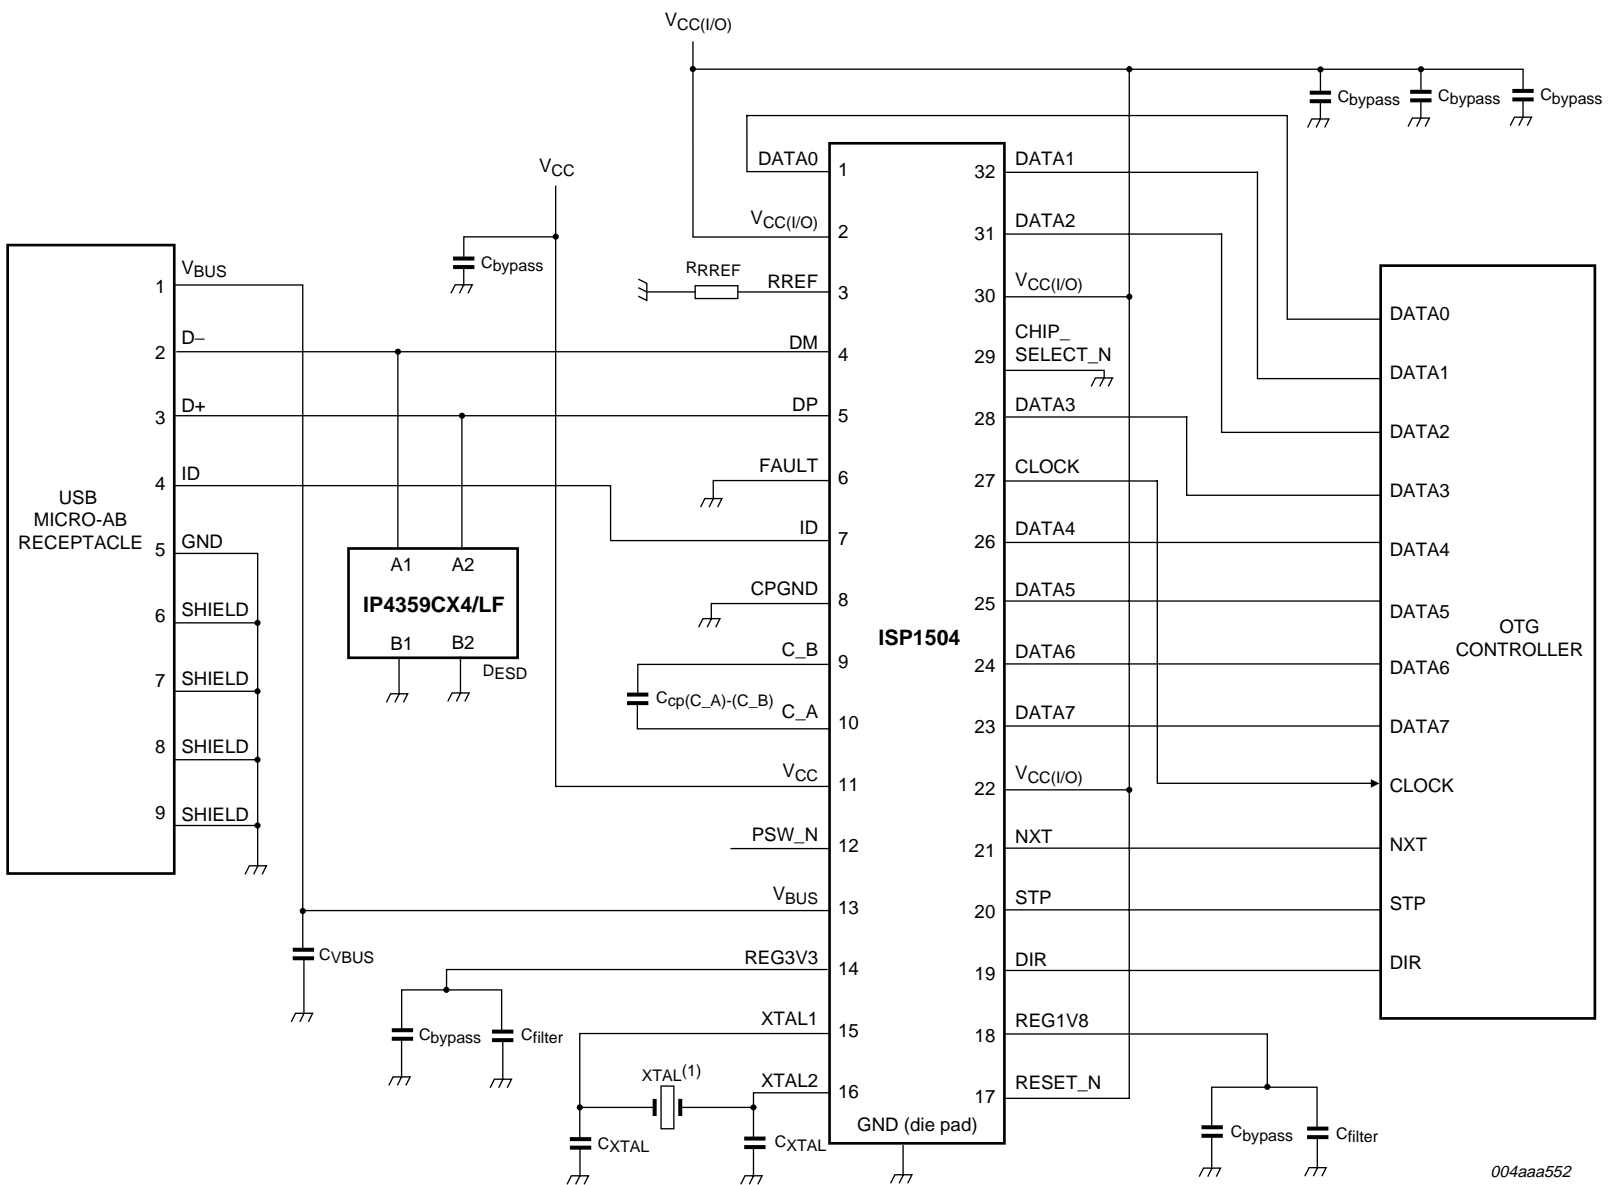 VCC(I/O)
Cbypass
Cbypass
Cbypass
VCC
Cbypass
USB
MICRO-AB
RECEPTACLE
1 VBUS
2 D−
3 D+
4 ID
5 GND
6 SHIELD
7 SHIELD
8 SHIELD
9 SHIELD
A1 A2
IP4359CX4/LF
B1 B2
DESD
CVBUS
RRREF
Ccp(C_A)-(C_B)
Cbypass
Cfilter
XTAL(1)
CXTAL
CXTAL
ISP1504
DATA0 1
VCC(I/O) 2
RREF 3
DM 4
DP 5
FAULT 6
ID 7
CPGND 8
C_B 9
C_A 10
VCC 11
PSW_N 12
VBUS 13
REG3V3 14
XTAL1 15
XTAL2 16
GND (die pad)
32 DATA1
31 DATA2
30 VCC(I/O)
CHIP_
29 SELECT_N
28 DATA3
27 CLOCK
26 DATA4
25 DATA5
24 DATA6
23 DATA7
22 VCC(I/O)
21 NXT
20 STP
19 DIR
18 REG1V8
17 RESET_N
Cbypass
Cfilter
DATA0
DATA1
DATA2
DATA3
DATA4
DATA5
DATA6
DATA7
CLOCK
NXT
STP
DIR
OTG
CONTROLLER
004aaa552